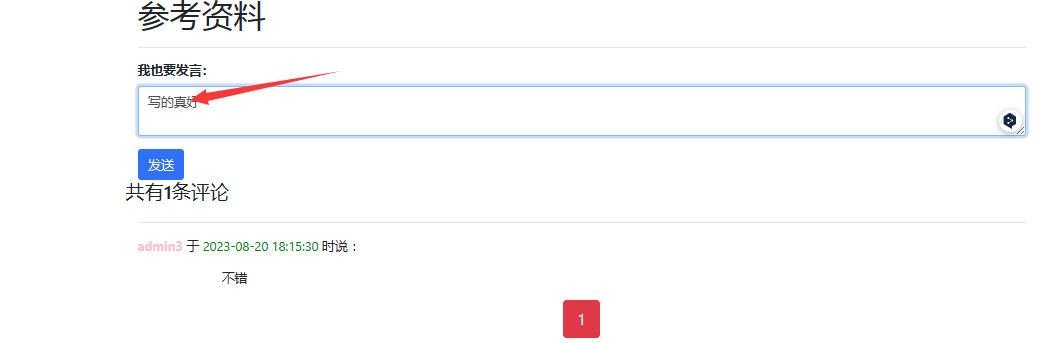 参考资料
我也要发言：
写的真好
发送
共有1条评论
admin3 于 2023-08-20 18:15:30 时说：
不错
1